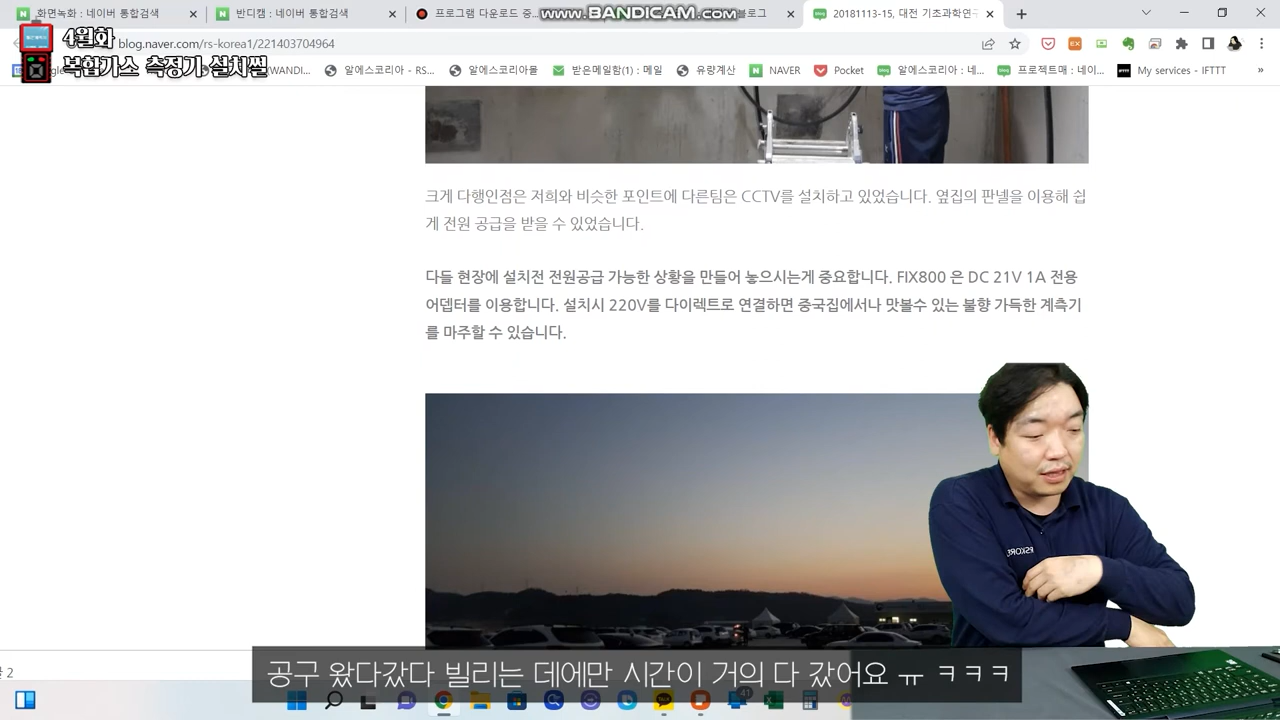 화면녹화 : 네이버 통합검색
반디캠 : 네이버 통합검색
프로그램 다운로드 중...
www.BANDICAM.com
블로그
20181113-15, 대전 기초과학연구
4월화
복합가스 측정기 설치썰
blog.naver.com/rs-korea1/221403704964
알에스코리아 - RS...
받은메일함(1) : 메일
NAVER
Pocket
알에스코리아 : 네...
프로젝트매 : 네이...
My services - IFTTT
크게 다행인점은 저희와 비슷한 포인트에 다른팀은 CCTV를 설치하고 있었습니다. 옆집의 판넬을 이용해 쉽
게 전원 공급을 받을 수 있었습니다.
다들 현장에 설치전 전원공급 가능한 상황을 만들어 놓으시는게 중요합니다. FIX800 은 DC 21V 1A 전용
어뎁터를 이용합니다. 설치시 220V를 다이렉트로 연결하면 중국집에서나 맛볼수 있는 불향 가득한 계측기
를 마주할 수 있습니다.
RSKORE
공구 왔다갔다 빌리는 데에만 시간이 거의 다 갔어요 ㅠ ㅋㅋㅋ
2
41